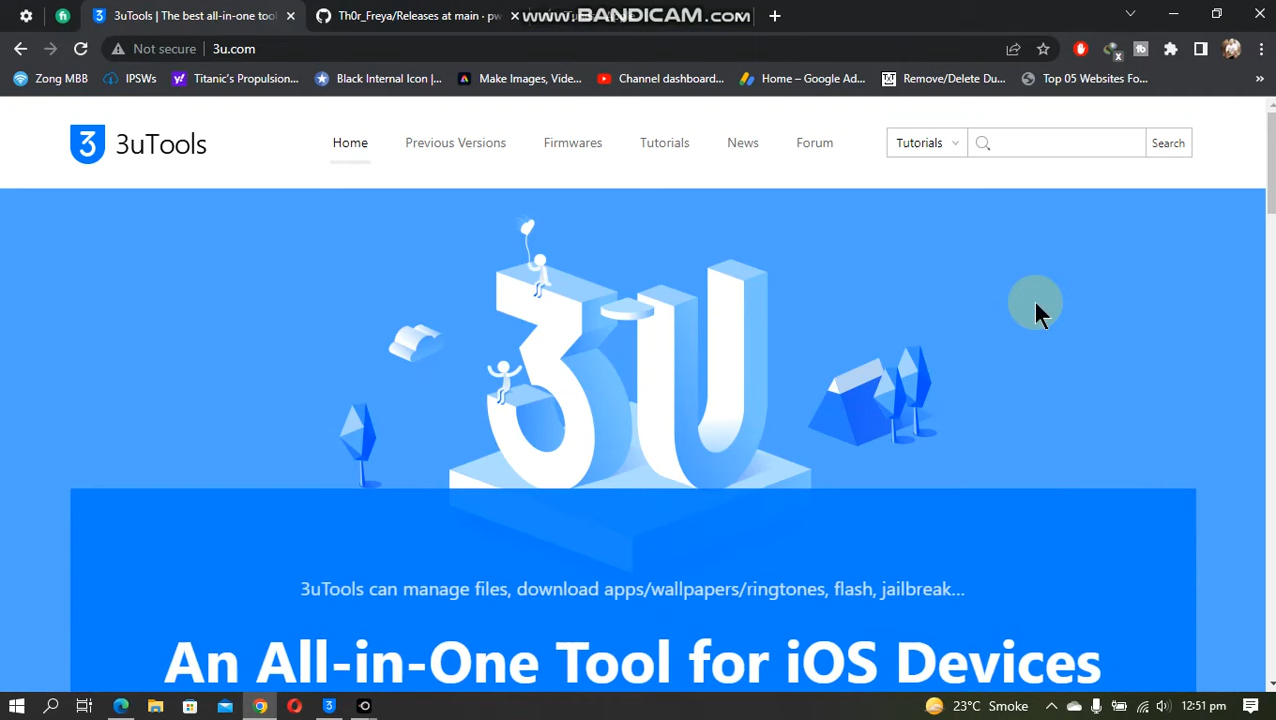 3uTools | The best all-in-one tool
Th0r_Freya/Releases at main - pw
www.BANDICAM.com
Not secure
3u.com
Zong MBB
IPSWs
Titanic's Propulsion...
Black Internal Icon |...
Make Images, Vide...
Channel dashboard...
Home – Google Ad...
Remove/Delete Du...
Top 05 Websites Fo...
»
3 3uTools
Home
Previous Versions
Firmwares
Tutorials
News
Forum
Tutorials
Search
3U
3uTools can manage files, download apps/wallpapers/ringtones, flash, jailbreak...
An All-in-One Tool for iOS Devices
23°C Smoke
12:51 pm